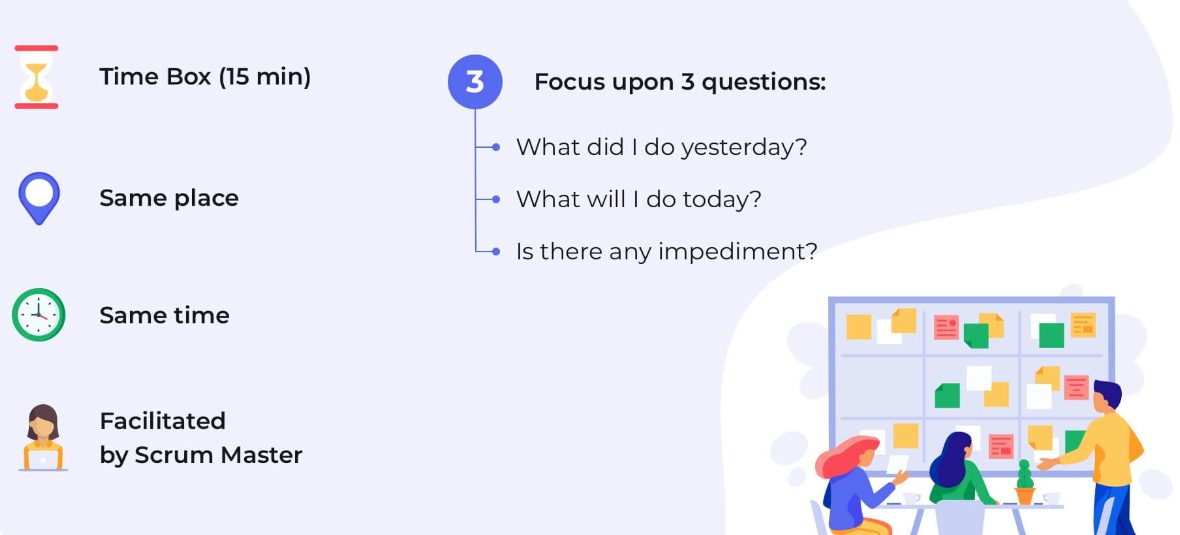 Time Box (15 min)
Same place
Same time
Facilitated
by Scrum Master
3
Focus upon 3 questions:
What did I do yesterday?
What will I do today?
Is there any impediment?